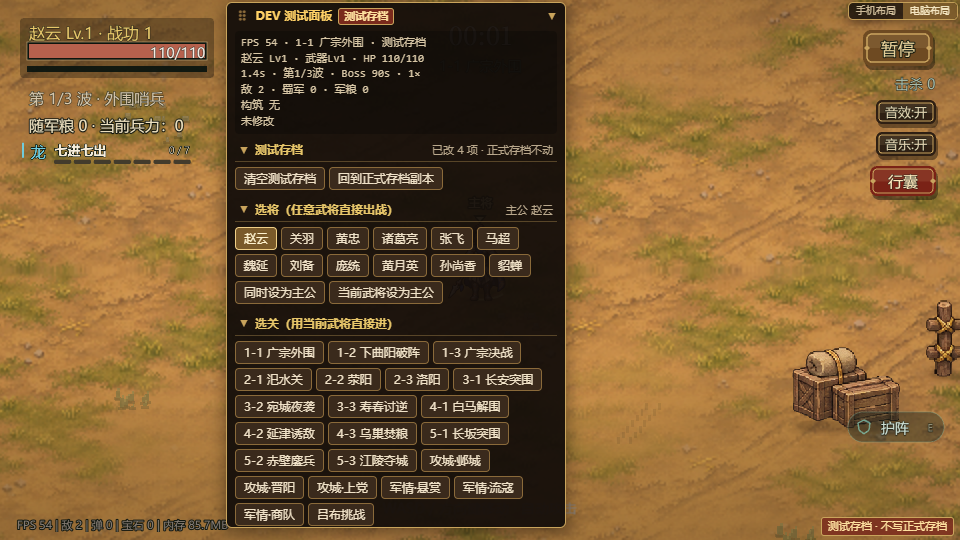 赵云 Lv.1 · 战功 1
110/110
第 1/3 波 · 外围哨兵
随军粮 0 · 当前兵力: 0
龙 七进七出 0/7
DEV 测试面板 测试存档 ▼
00:01
FPS 54 · 1-1 广宗外围 · 测试存档
赵云 Lv1 · 武器Lv1 · HP 110/110
1.4s · 第1/3波 · Boss 90s · 1×
敌 2 · 蜀军 0 · 军粮 0
构筑 无
未修改
▼ 测试存档 已改 4 项 · 正式存档不动
清空测试存档 回到正式存档副本
▼ 选将（任意武将直接出战） 主公 赵云
赵云 关羽 黄忠 诸葛亮 张飞 马超
魏延 刘备 庞统 黄月英 孙尚香 貂蝉
同时设为主公 当前武将设为主公
▼ 选关（用当前武将直接进）
1-1 广宗外围 1-2 下曲阳破阵 1-3 广宗决战
2-1 汜水关 2-2 荥阳 2-3 洛阳 3-1 长安突围
3-2 宛城夜袭 3-3 寿春讨逆 4-1 白马解围
4-2 延津诱敌 4-3 乌巢焚粮 5-1 长坂突围
5-2 赤壁鏖兵 5-3 江陵夺城 攻城·邺城
攻城·晋阳 攻城·上党 军情·悬赏 军情·流寇
军情·商队 吕布挑战
手机布局 电脑布局
暂停
击杀 0
音效:开
音乐:开
行囊
护阵 E
FPS 54 | 敌 2 | 弹 0 | 宝石 0 | 内存 85.7MB
测试存档 · 不写正式存档